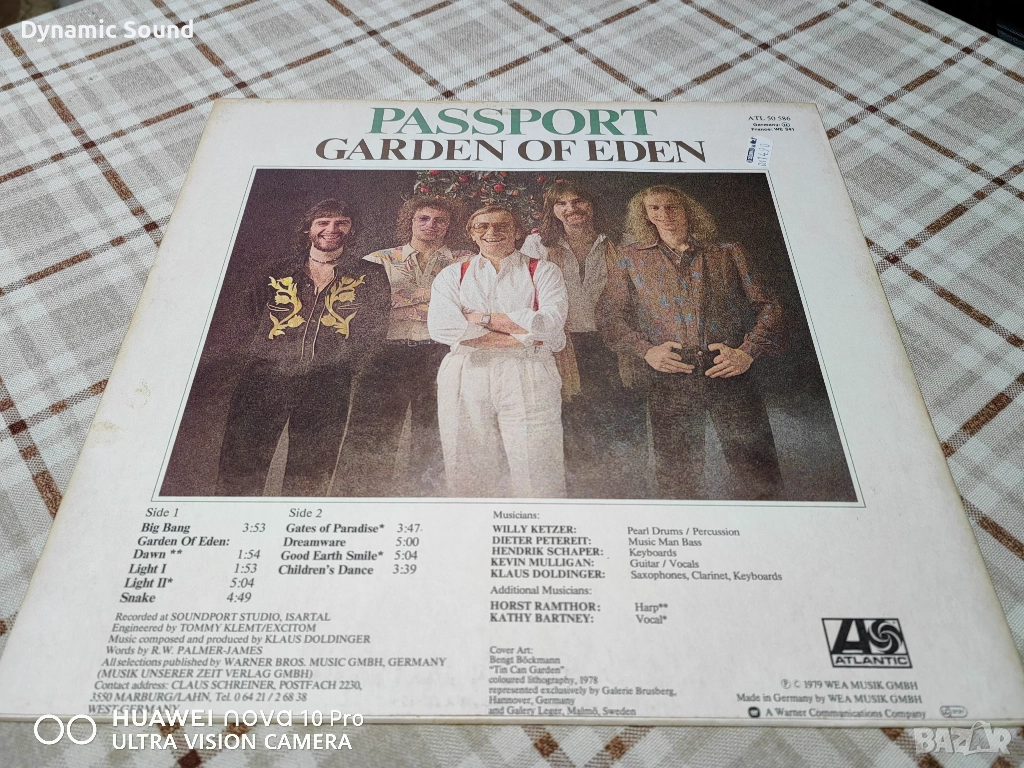 Dynamic Sound
PASSPORT
GARDEN OF EDEN
ATL 50 586
Germany:
France: WE 341
Side 1
Big Bang 3:53
Garden Of Eden:
Dawn ** 1:54
Light I 1:53
Light II* 5:04
Snake 4:49
Side 2
Gates of Paradise* 3:47
Dreamware 5:00
Good Earth Smile* 5:04
Children's Dance 3:39
Musicians:
WILLY KETZER: Pearl Drums / Percussion
DIETER PETEREIT: Music Man Bass
HENDRIK SCHAPER: Keyboards
KEVIN MULLIGAN: Guitar / Vocals
KLAUS DOLDINGER: Saxophones, Clarinet, Keyboards
Additional Musicians:
HORST RAMTHOR: Harp**
KATHY BARTNEY: Vocal*
Recorded at SOUNDPORT STUDIO, ISARTAL
Engineered by TOMMY KLEMT/EXCITOM
Music composed and produced by KLAUS DOLDINGER
Words by R.W. PALMER-JAMES
All selections published by WARNER BROS. MUSIC GMBH, GERMANY
(MUSIK UNSERER ZEIT VERLAG GMBH)
Contact address: CLAUS SCHREINER, POSTFACH 2230,
3550 MARBURG/LAHN, Tel 0 64 21 / 2 68 38
WEST GERMANY
Cover Art:
Bengt Böckmann
"Tin Can Garden"
coloured lithography, 1978
represented exclusively by Galerie Brusberg,
Hannover, Germany
and Galery Leger, Malmö, Sweden
ATLANTIC
Ⓟ © 1979 WEA MUSIK GMBH
Made in Germany by WEA MUSIK GMBH
A Warner Communications Company
HUAWEI nova 10 Pro
ULTRA VISION CAMERA
BAZAR